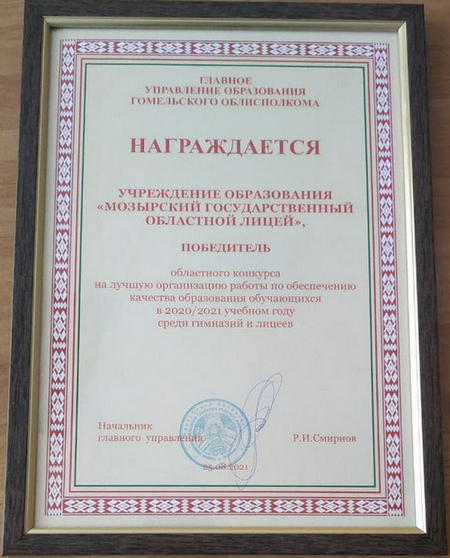 ГЛАВНОЕ
УПРАВЛЕНИЕ ОБРАЗОВАНИЯ
ГОМЕЛЬСКОГО ОБЛИСПОЛКОМА
НАГРАЖДАЕТСЯ
УЧРЕЖДЕНИЕ ОБРАЗОВАНИЯ
«МОЗЫРСКИЙ ГОСУДАРСТВЕННЫЙ
ОБЛАСТНОЙ ЛИЦЕЙ»,
ПОБЕДИТЕЛЬ
областного конкурса
на лучшую организацию работы по обеспечению
качества образования обучающихся
в 2020/2021 учебном году
среди гимназий и лицеев
Начальник
главного управления
Р.И.Смирнов
25.08.2021